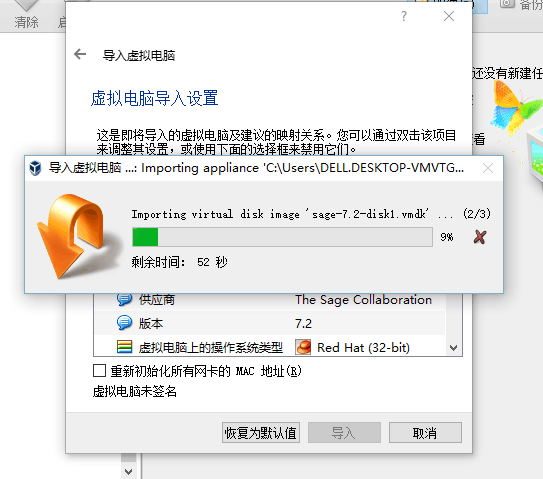 清除
备份
?
导入虚拟电脑
还没有新建任
虚拟电脑导入设置
这是即将导入的虚拟电脑及建议的映射关系。您可以通过双击该项目
来调整其设置，或使用下面的选择框来禁用它们。
看
导入虚拟电脑 ...: Importing appliance 'C:\Users\DELL.DESKTOP-VMVTG...
Importing virtual disk image 'sage-7.2-disk1.vmdk' ... (2/3)
9%
剩余时间： 52 秒
供应商 The Sage Collaboration
版本 7.2
虚拟电脑上的操作系统类型 Red Hat (32-bit)
重新初始化所有网卡的 MAC 地址(R)
虚拟电脑未签名
恢复为默认值 导入 取消